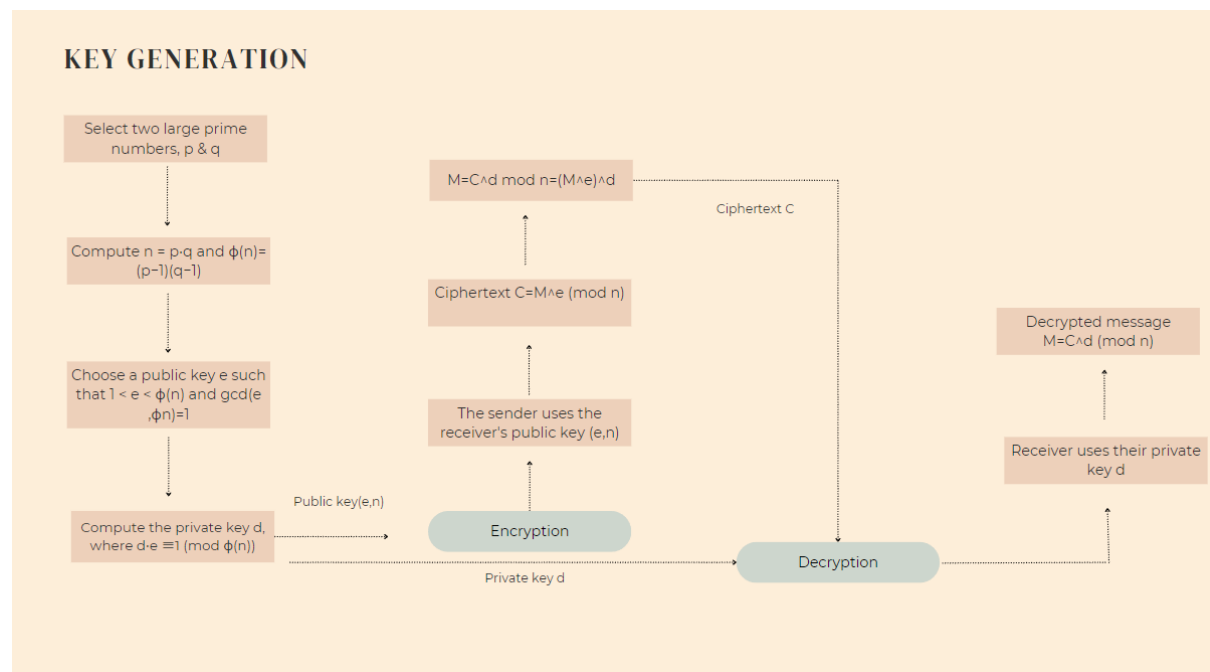 KEY GENERATION
Select two large prime
numbers, p & q
Compute n = p·q and ϕ(n)=
(p−1)(q−1)
Choose a public key e such
that 1 < e < ϕ(n) and gcd(e
,ϕn)=1
Compute the private key d,
where d·e ≡1 (mod ϕ(n))
Public key(e,n)
Private key d
Encryption
The sender uses the
receiver's public key (e,n)
Ciphertext C=M^e (mod n)
M=C^d mod n=(M^e)^d
Ciphertext C
Decryption
Receiver uses their private
key d
Decrypted message
M=C^d (mod n)